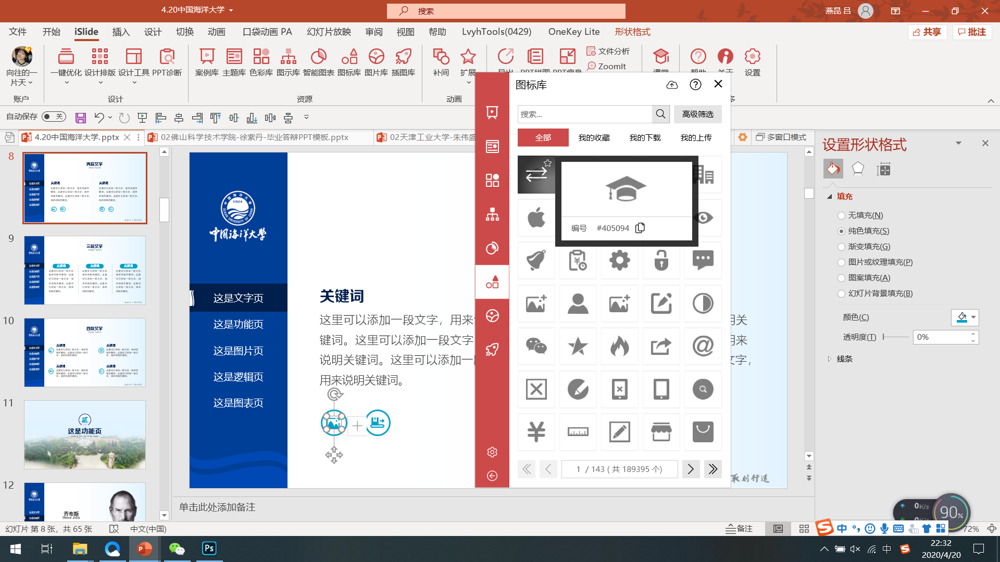 4.20中国海洋大学
搜索
燕昆 吕
文件 开始 iSlide 插入 设计 切换 动画 口袋动画 PA 幻灯片放映 审阅 视图 帮助 LvyhTools(0429) OneKey Lite 形状格式
共享 批注
向往的一片天
一键优化 设计排版 设计工具 PPT诊断
案例库 主题库 色彩库 图示库 智能图表 图标库 图片库 插图库
补间 扩展
文件分析
ZoomIt
设置
账户 设计 资源 动画
自动保存 关
4.20中国海洋大学.pptx
02佛山科学技术学院-徐紫丹-毕业答辩PPT模板.pptx
02天津工业大学-朱伟盛
多窗口模式
8
两段文字
关键词
关键词
9
三段文字
关键词 关键词 关键词
10
四段文字
关键词 关键词
关键词 关键词
11
贰
这是功能页
12
乔布斯
Steve Jobs
1924
OCEAN UNIVERSITY OF CHINA
中国海洋大学
这是文字页
这是功能页
这是图片页
这是逻辑页
这是图表页
关键词
这里可以添加一段文字，用来
键词。这里可以添加一段文字
说明关键词。这里可以添加一
用来说明关键词。
明关
用来
文字，
图标库
搜索...
高级筛选
全部 我的收藏 我的下载 我的上传
编号 #405094
1 / 143 ( 共 189395 个)
设置形状格式
填充
无填充(N)
纯色填充(S)
渐变填充(G)
图片或纹理填充(P)
图案填充(A)
幻灯片背景填充(B)
颜色(C)
透明度(T) 0%
线条
单击此处添加备注
幻灯片 第 8 张，共 65 张 中文(中国)
备注
72%
0K/s
90%
中
22:32
2020/4/20
中
Ps